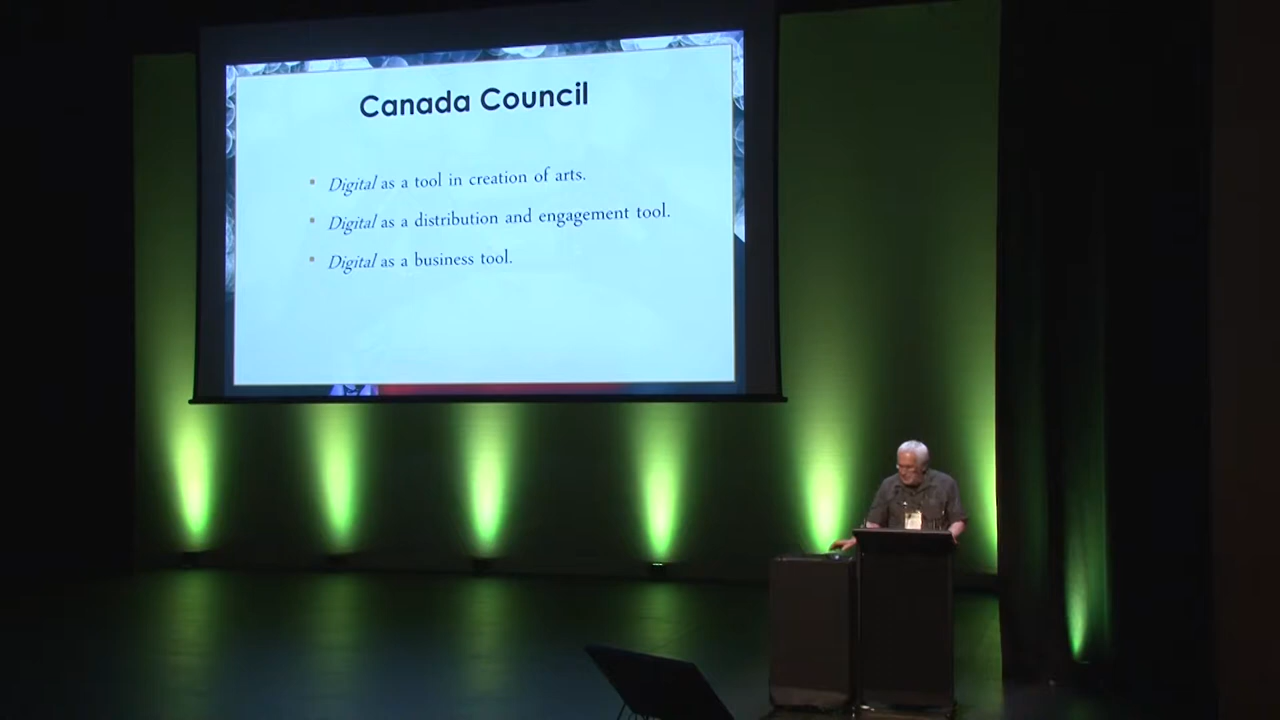 Canada Council
Digital as a tool in creation of arts.
Digital as a distribution and engagement tool.
Digital as a business tool.